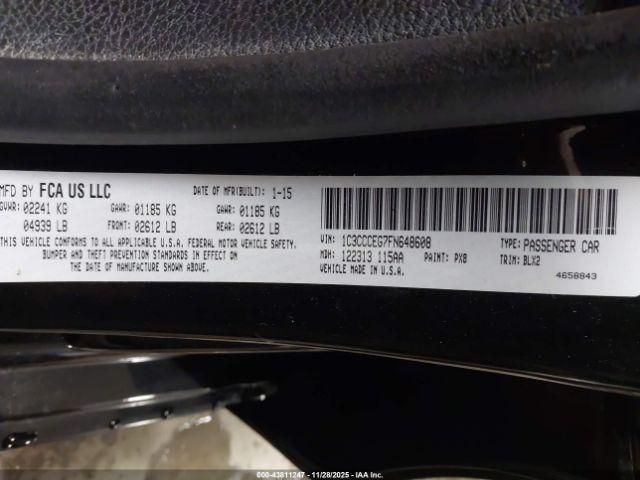 MFD BY FCA US LLC DATE OF MFR(BUILT): 1-15
GVWR: 02241 KG GAWR: 01185 KG GAWR: 01185 KG
04939 LB FRONT: 02612 LB REAR: 02612 LB
THIS VEHICLE CONFORMS TO ALL APPLICABLE U.S.A. FEDERAL MOTOR VEHICLE SAFETY,
BUMPER AND THEFT PREVENTION STANDARDS IN EFFECT ON
THE DATE OF MANUFACTURE SHOWN ABOVE.
VIN: 1C3CCCEG7FN648608 TYPE: PASSENGER CAR
MDH: 122313 115AA PAINT: PX8 TRIM: BLX2
MADE IN U.S.A. 4658843
000-43811247 - 11/28/2025 - IAA Inc.